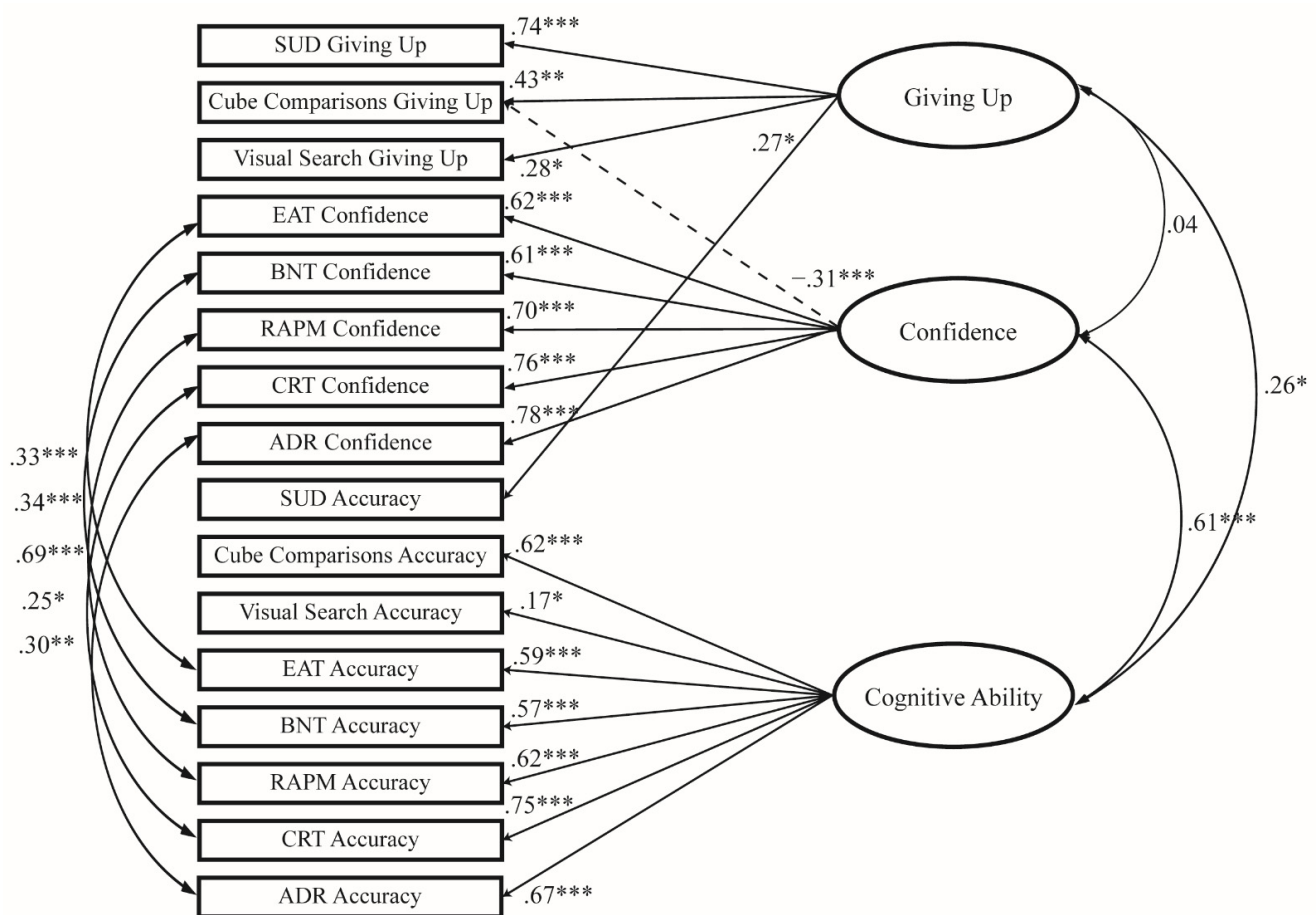 SUD Giving Up
.74***
Cube Comparisons Giving Up
.43**
Visual Search Giving Up
.28*
EAT Confidence
.62***
BNT Confidence
.61***
RAPM Confidence
.70***
CRT Confidence
.76***
ADR Confidence
.78***
SUD Accuracy
.27*
Cube Comparisons Accuracy
.62***
Visual Search Accuracy
.17*
EAT Accuracy
.59***
BNT Accuracy
.57***
RAPM Accuracy
.62***
CRT Accuracy
.75***
ADR Accuracy
.67***
−.31***
Giving Up
Confidence
Cognitive Ability
.04
.26*
.61***
.33***
.34***
.69***
.25*
.30**